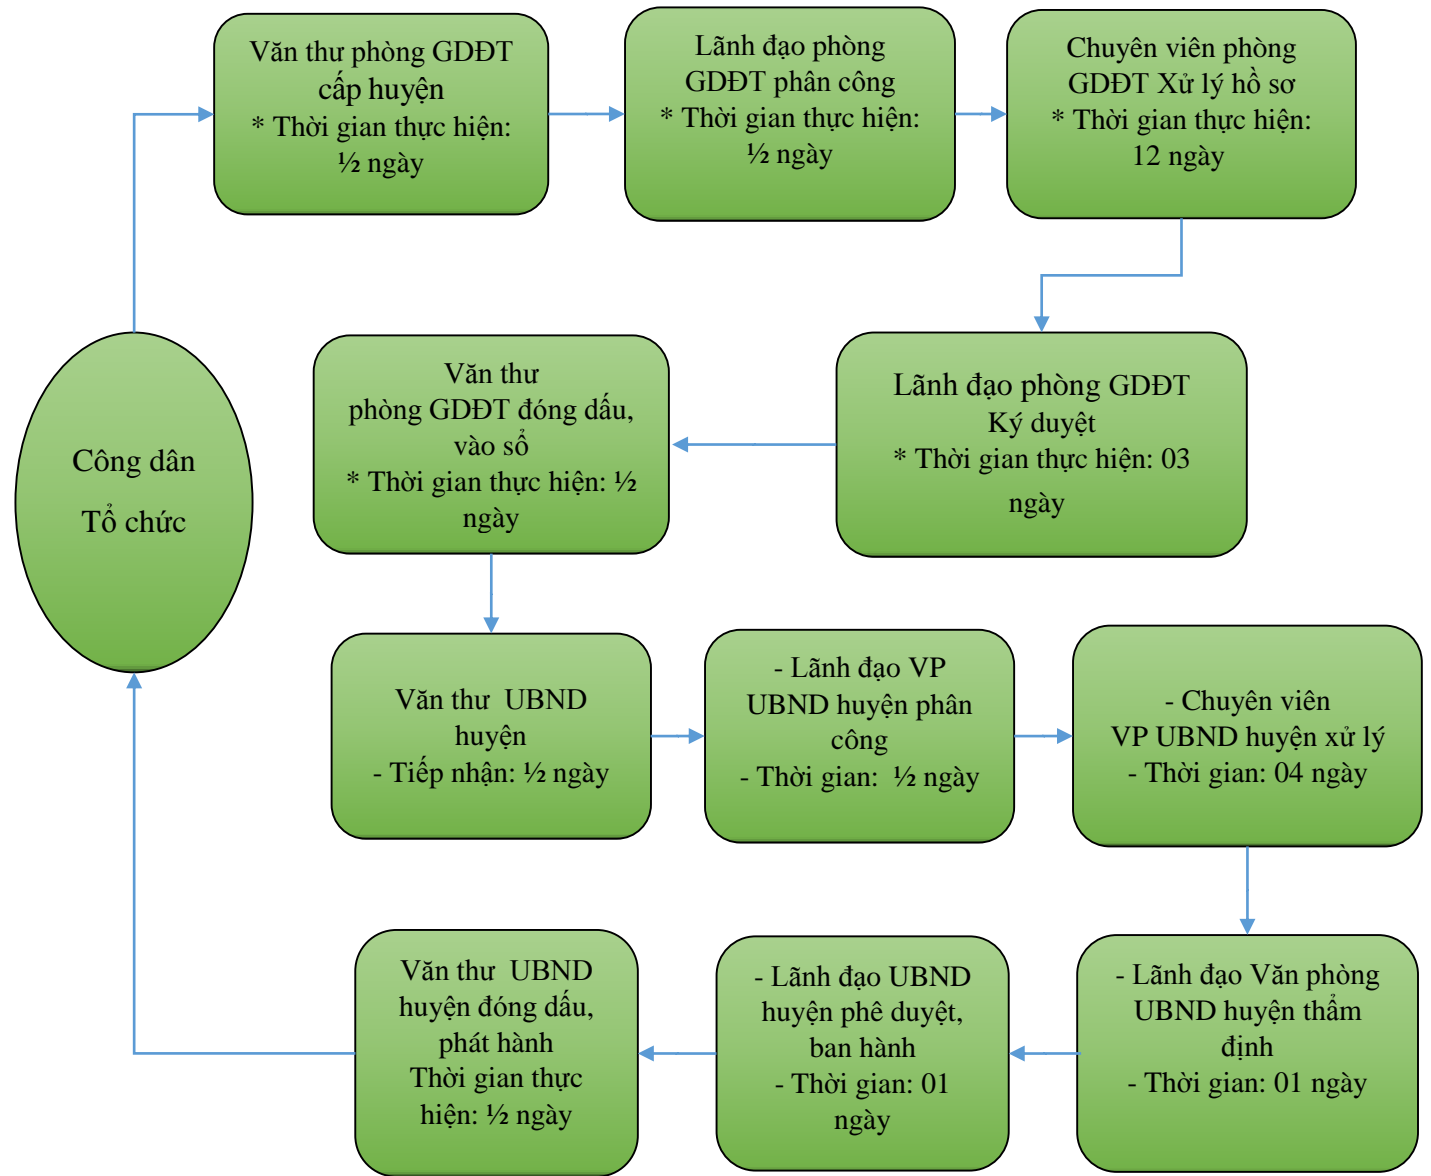 Văn thư phòng GDĐT
cấp huyện
* Thời gian thực hiện:
½ ngày
Lãnh đạo phòng
GDĐT phân công
* Thời gian thực hiện:
½ ngày
Chuyên viên phòng
GDĐT Xử lý hồ sơ
* Thời gian thực hiện:
12 ngày
Công dân
Tổ chức
Văn thư
phòng GDĐT đóng dấu,
vào sổ
* Thời gian thực hiện: ½
ngày
Lãnh đạo phòng GDĐT
Ký duyệt
* Thời gian thực hiện: 03
ngày
Văn thư UBND
huyện
- Tiếp nhận: ½ ngày
- Lãnh đạo VP
UBND huyện phân
công
- Thời gian: ½ ngày
- Chuyên viên
VP UBND huyện xử lý
- Thời gian: 04 ngày
Văn thư UBND
huyện đóng dấu,
phát hành
Thời gian thực
hiện: ½ ngày
- Lãnh đạo UBND
huyện phê duyệt,
ban hành
- Thời gian: 01
ngày
- Lãnh đạo Văn phòng
UBND huyện thẩm
định
- Thời gian: 01 ngày